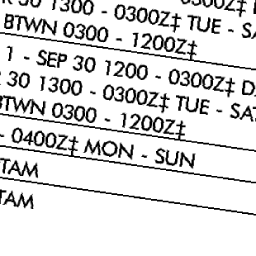 30 1300 - 0300Z‡ TUE - SA
BTWN 0300 - 1200Z‡
1 - SEP 30 1200 - 0300Z‡ D
30 1300 - 0300Z‡ TUE - SAT
BTWN 0300 - 1200Z‡
- 0400Z‡ MON - SUN
TAM
TAM